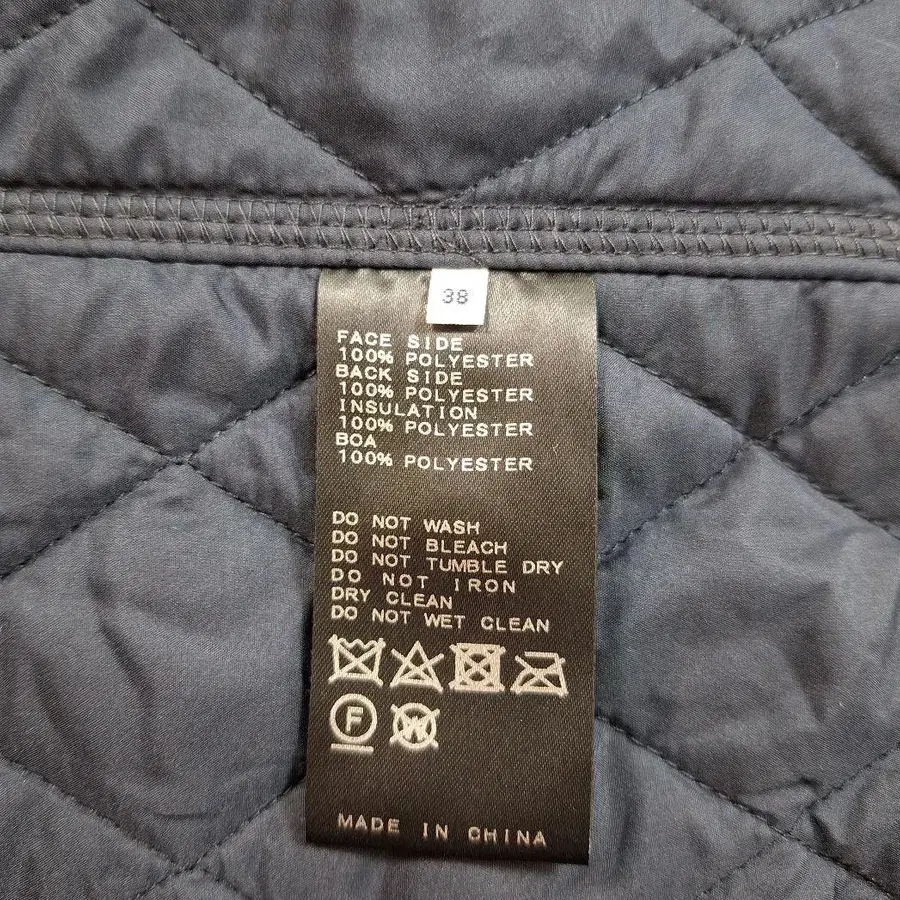 38
FACE SIDE
100% POLYESTER
BACK SIDE
100% POLYESTER
INSULATION
100% POLYESTER
BOA
100% POLYESTER
DO NOT WASH
DO NOT BLEACH
DO NOT TUMBLE DRY
DO NOT IRON
DRY CLEAN
DO NOT WET CLEAN
F W
MADE IN CHINA